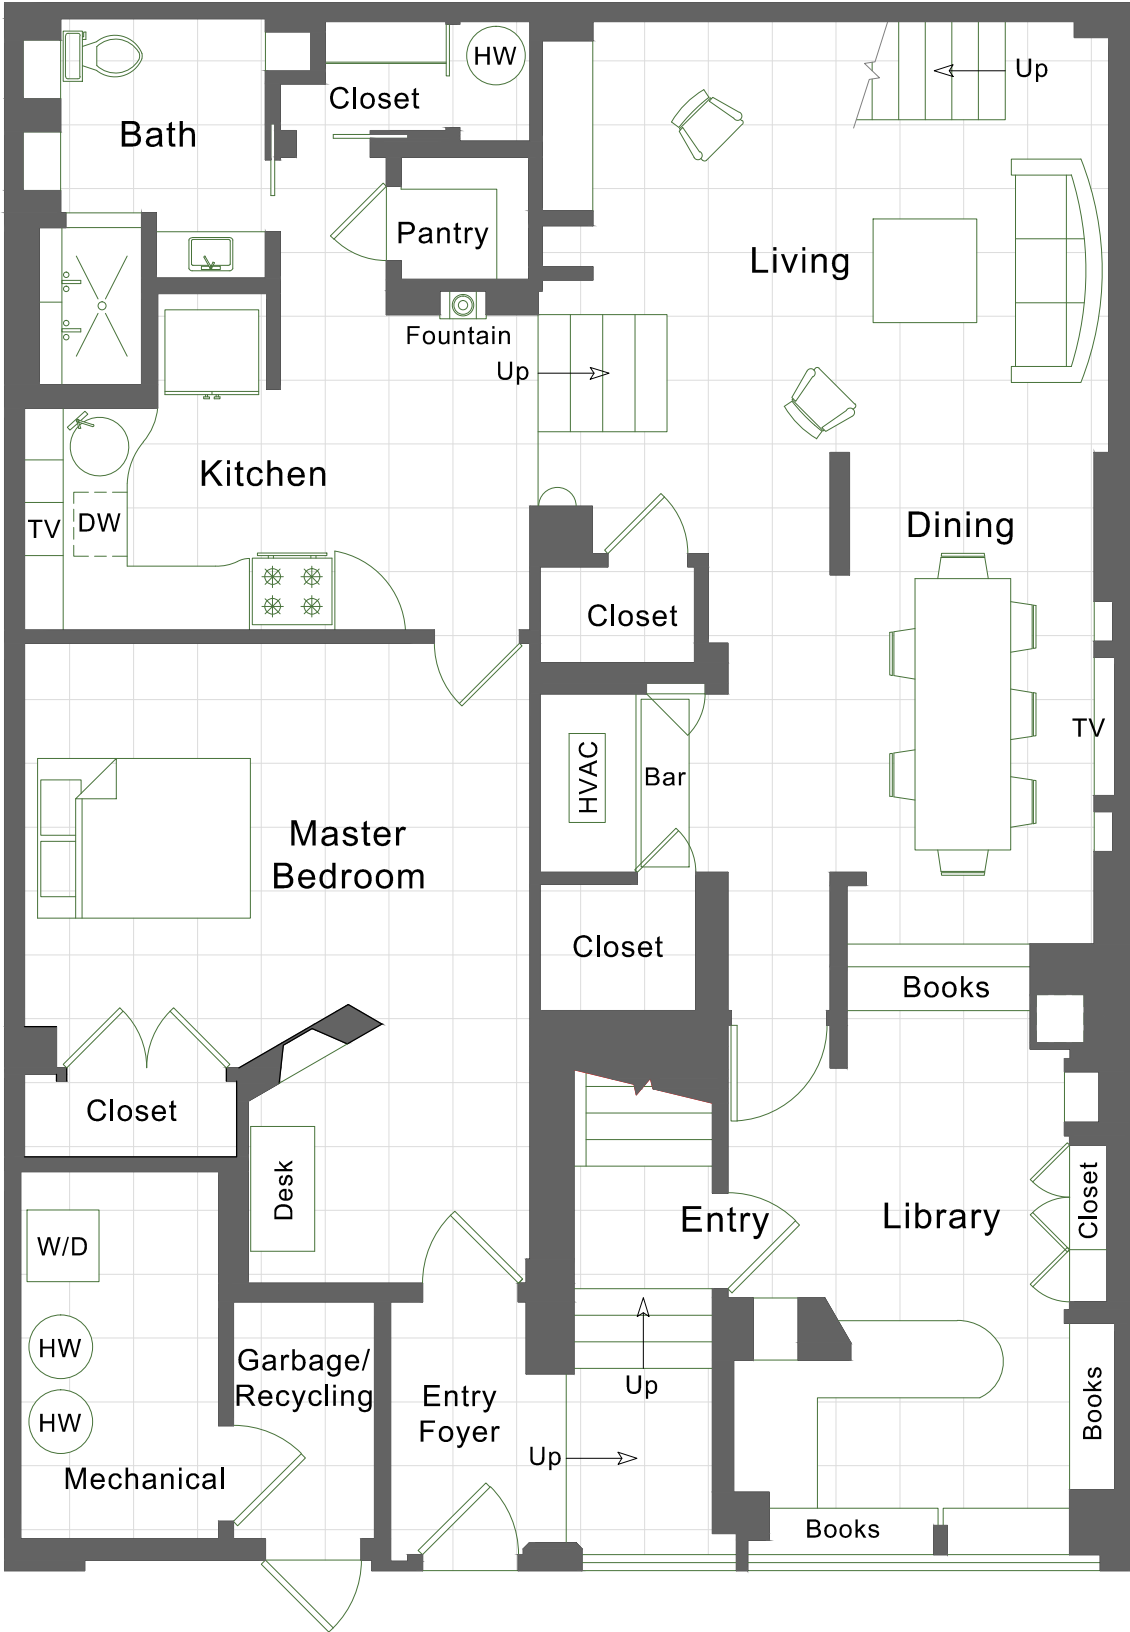 HW
Up
Closet
Bath
Pantry
Living
Fountain
Up
Kitchen
TV
DW
Dining
Closet
TV
HVAC
Bar
Master
Bedroom
Closet
Books
Closet
Desk
Entry
Library
Closet
W/D
HW
HW
Mechanical
Garbage/
Recycling
Entry
Foyer
Up
Up
Books
Books